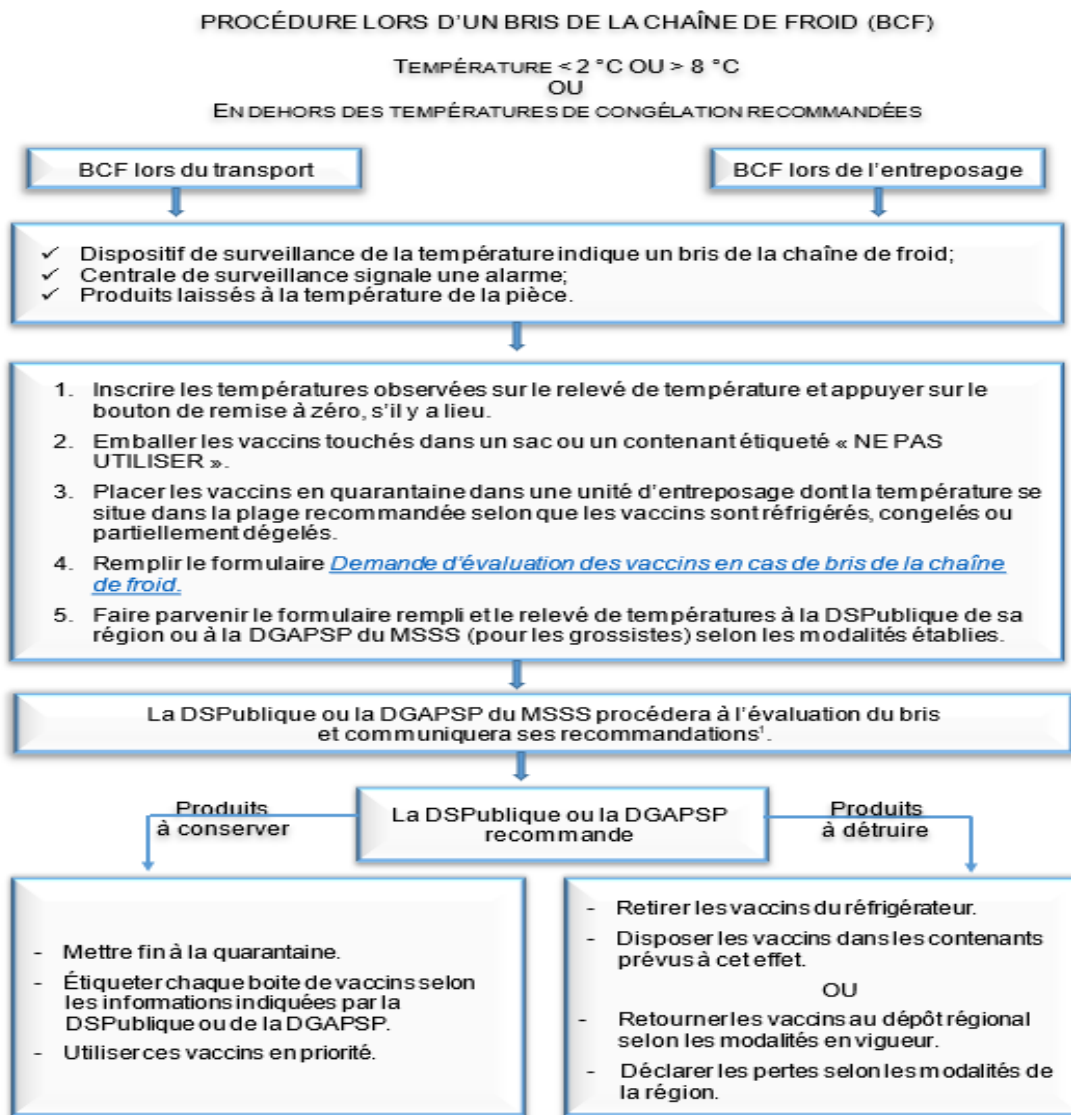 PROCÉDURE LORS D'UN BRIS DE LA CHAÎNE DE FROID (BCF)
TEMPÉRATURE < 2 °C OU > 8 °C
OU
EN DEHORS DES TEMPÉRATURES DE CONGÉLATION RECOMMANDÉES
BCF lors du transport
BCF lors de l'entreposage
✓ Dispositif de surveillance de la température indique un bris de la chaîne de froid;
✓ Centrale de surveillance signale une alarme;
✓ Produits laissés à la température de la pièce.
1. Inscrire les températures observées sur le relevé de température et appuyer sur le
bouton de remise à zéro, s'il y a lieu.
2. Emballer les vaccins touchés dans un sac ou un contenant étiqueté « NE PAS
UTILISER ».
3. Placer les vaccins en quarantaine dans une unité d'entreposage dont la température se
situe dans la plage recommandée selon que les vaccins sont réfrigérés, congelés ou
partiellement dégelés.
4. Remplir le formulaire Demande d'évaluation des vaccins en cas de bris de la chaîne
de froid.
5. Faire parvenir le formulaire rempli et le relevé de températures à la DSPublique de sa
région ou à la DGAPSP du MSSS (pour les grossistes) selon les modalités établies.
La DSPublique ou la DGAPSP du MSSS procédera à l'évaluation du bris
et communiquera ses recommandations¹.
Produits
à conserver
La DSPublique ou la DGAPSP
recommande
Produits
à détruire
- Mettre fin à la quarantaine.
- Étiqueter chaque boite de vaccins selon
les informations indiquées par la
DSPublique ou de la DGAPSP.
- Utiliser ces vaccins en priorité.
- Retirer les vaccins du réfrigérateur.
- Disposer les vaccins dans les contenants
prévus à cet effet.
OU
- Retourner les vaccins au dépôt régional
selon les modalités en vigueur.
- Déclarer les pertes selon les modalités de
la région.